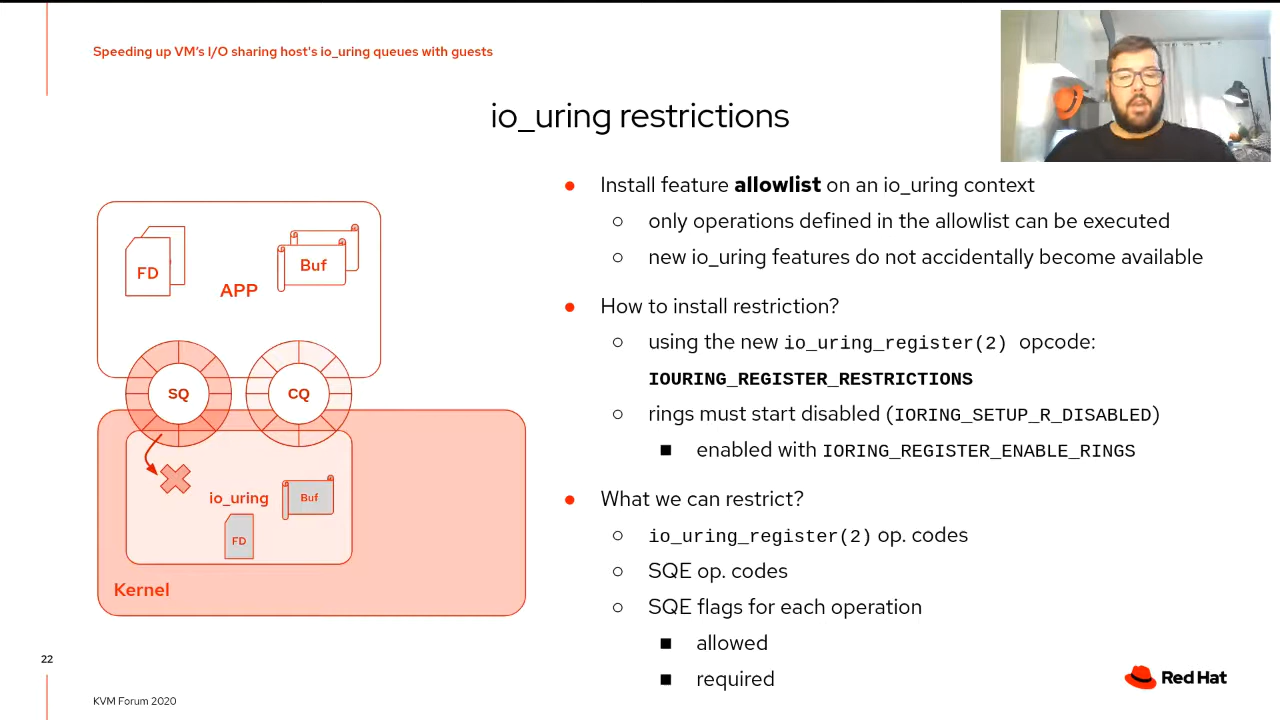 Speeding up VM's I/O sharing host's io_uring queues with guests
io_uring restrictions
FD
APP
Buf
SQ
CQ
io_uring
Buf
FD
Kernel
● Install feature allowlist on an io_uring context
○ only operations defined in the allowlist can be executed
○ new io_uring features do not accidentally become available
● How to install restriction?
○ using the new io_uring_register(2) opcode:
IOURING_REGISTER_RESTRICTIONS
○ rings must start disabled (IORING_SETUP_R_DISABLED)
■ enabled with IORING_REGISTER_ENABLE_RINGS
● What we can restrict?
○ io_uring_register(2) op. codes
○ SQE op. codes
○ SQE flags for each operation
■ allowed
■ required
22
KVM Forum 2020
Red Hat